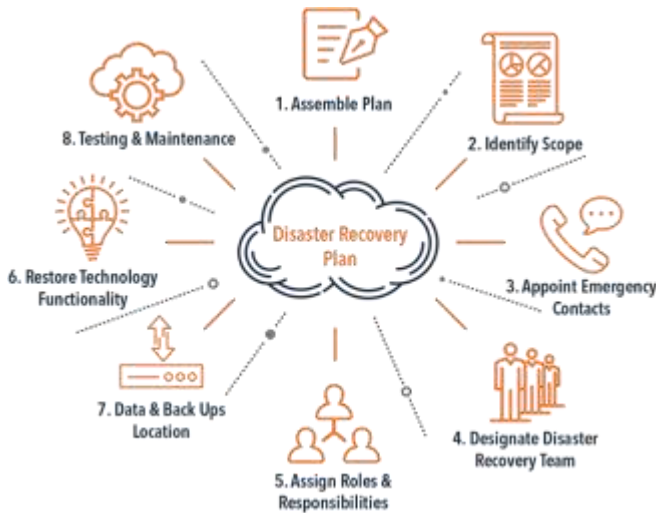 1. Assemble Plan
2. Identify Scope
3. Appoint Emergency
Contacts
4. Designate Disaster
Recovery Team
5. Assign Roles &
Responsibilities
7. Data & Back Ups
Location
6. Restore Technology
Functionality
8. Testing & Maintenance
Disaster Recovery
Plan